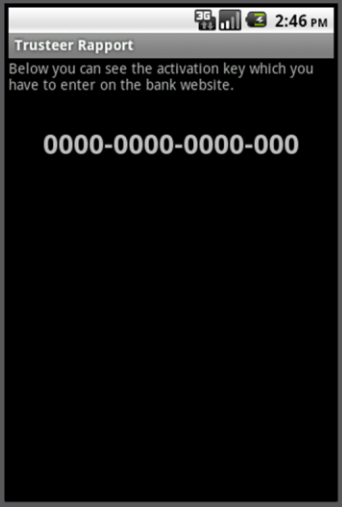 3G 2:46 PM
Trusteer Rapport
Below you can see the activation key which you
have to enter on the bank website.
0000-0000-0000-000